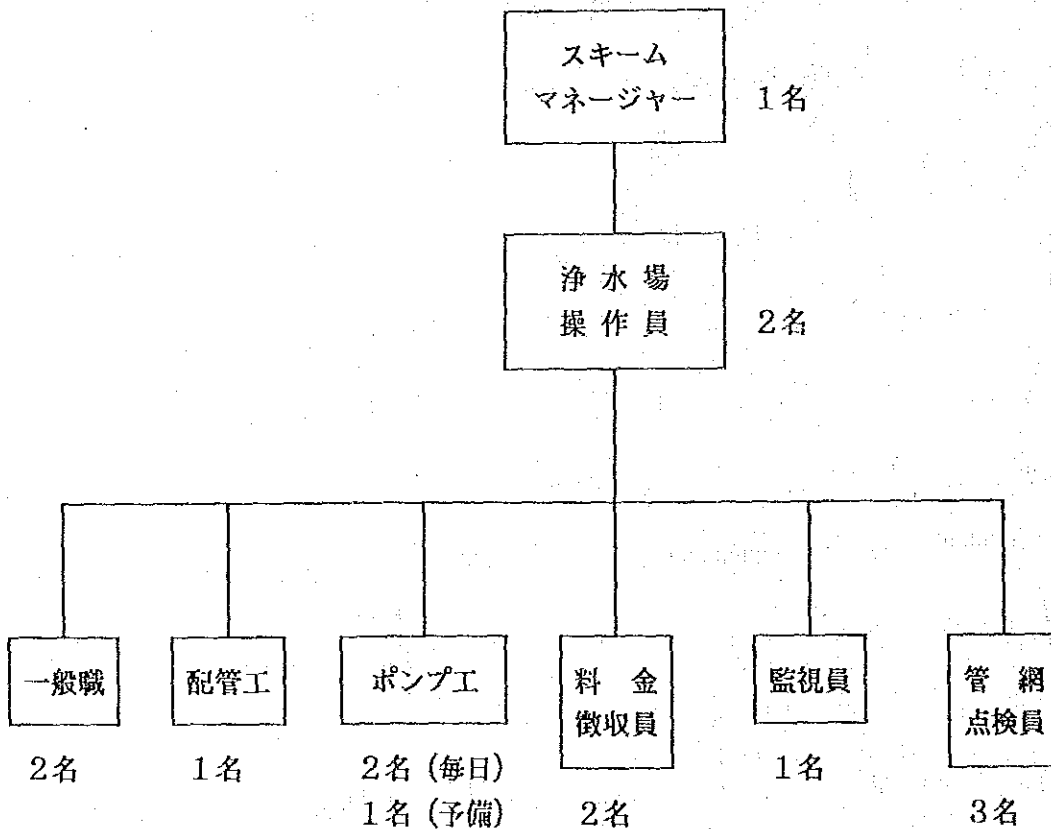 スキーム
マネージャー
1名
浄水場
操作員
2名
一般職
配管工
ポンプ工
料金
徴収員
監視員
管網
点検員
2名
1名
2名(毎日)
1名(予備)
2名
1名
3名